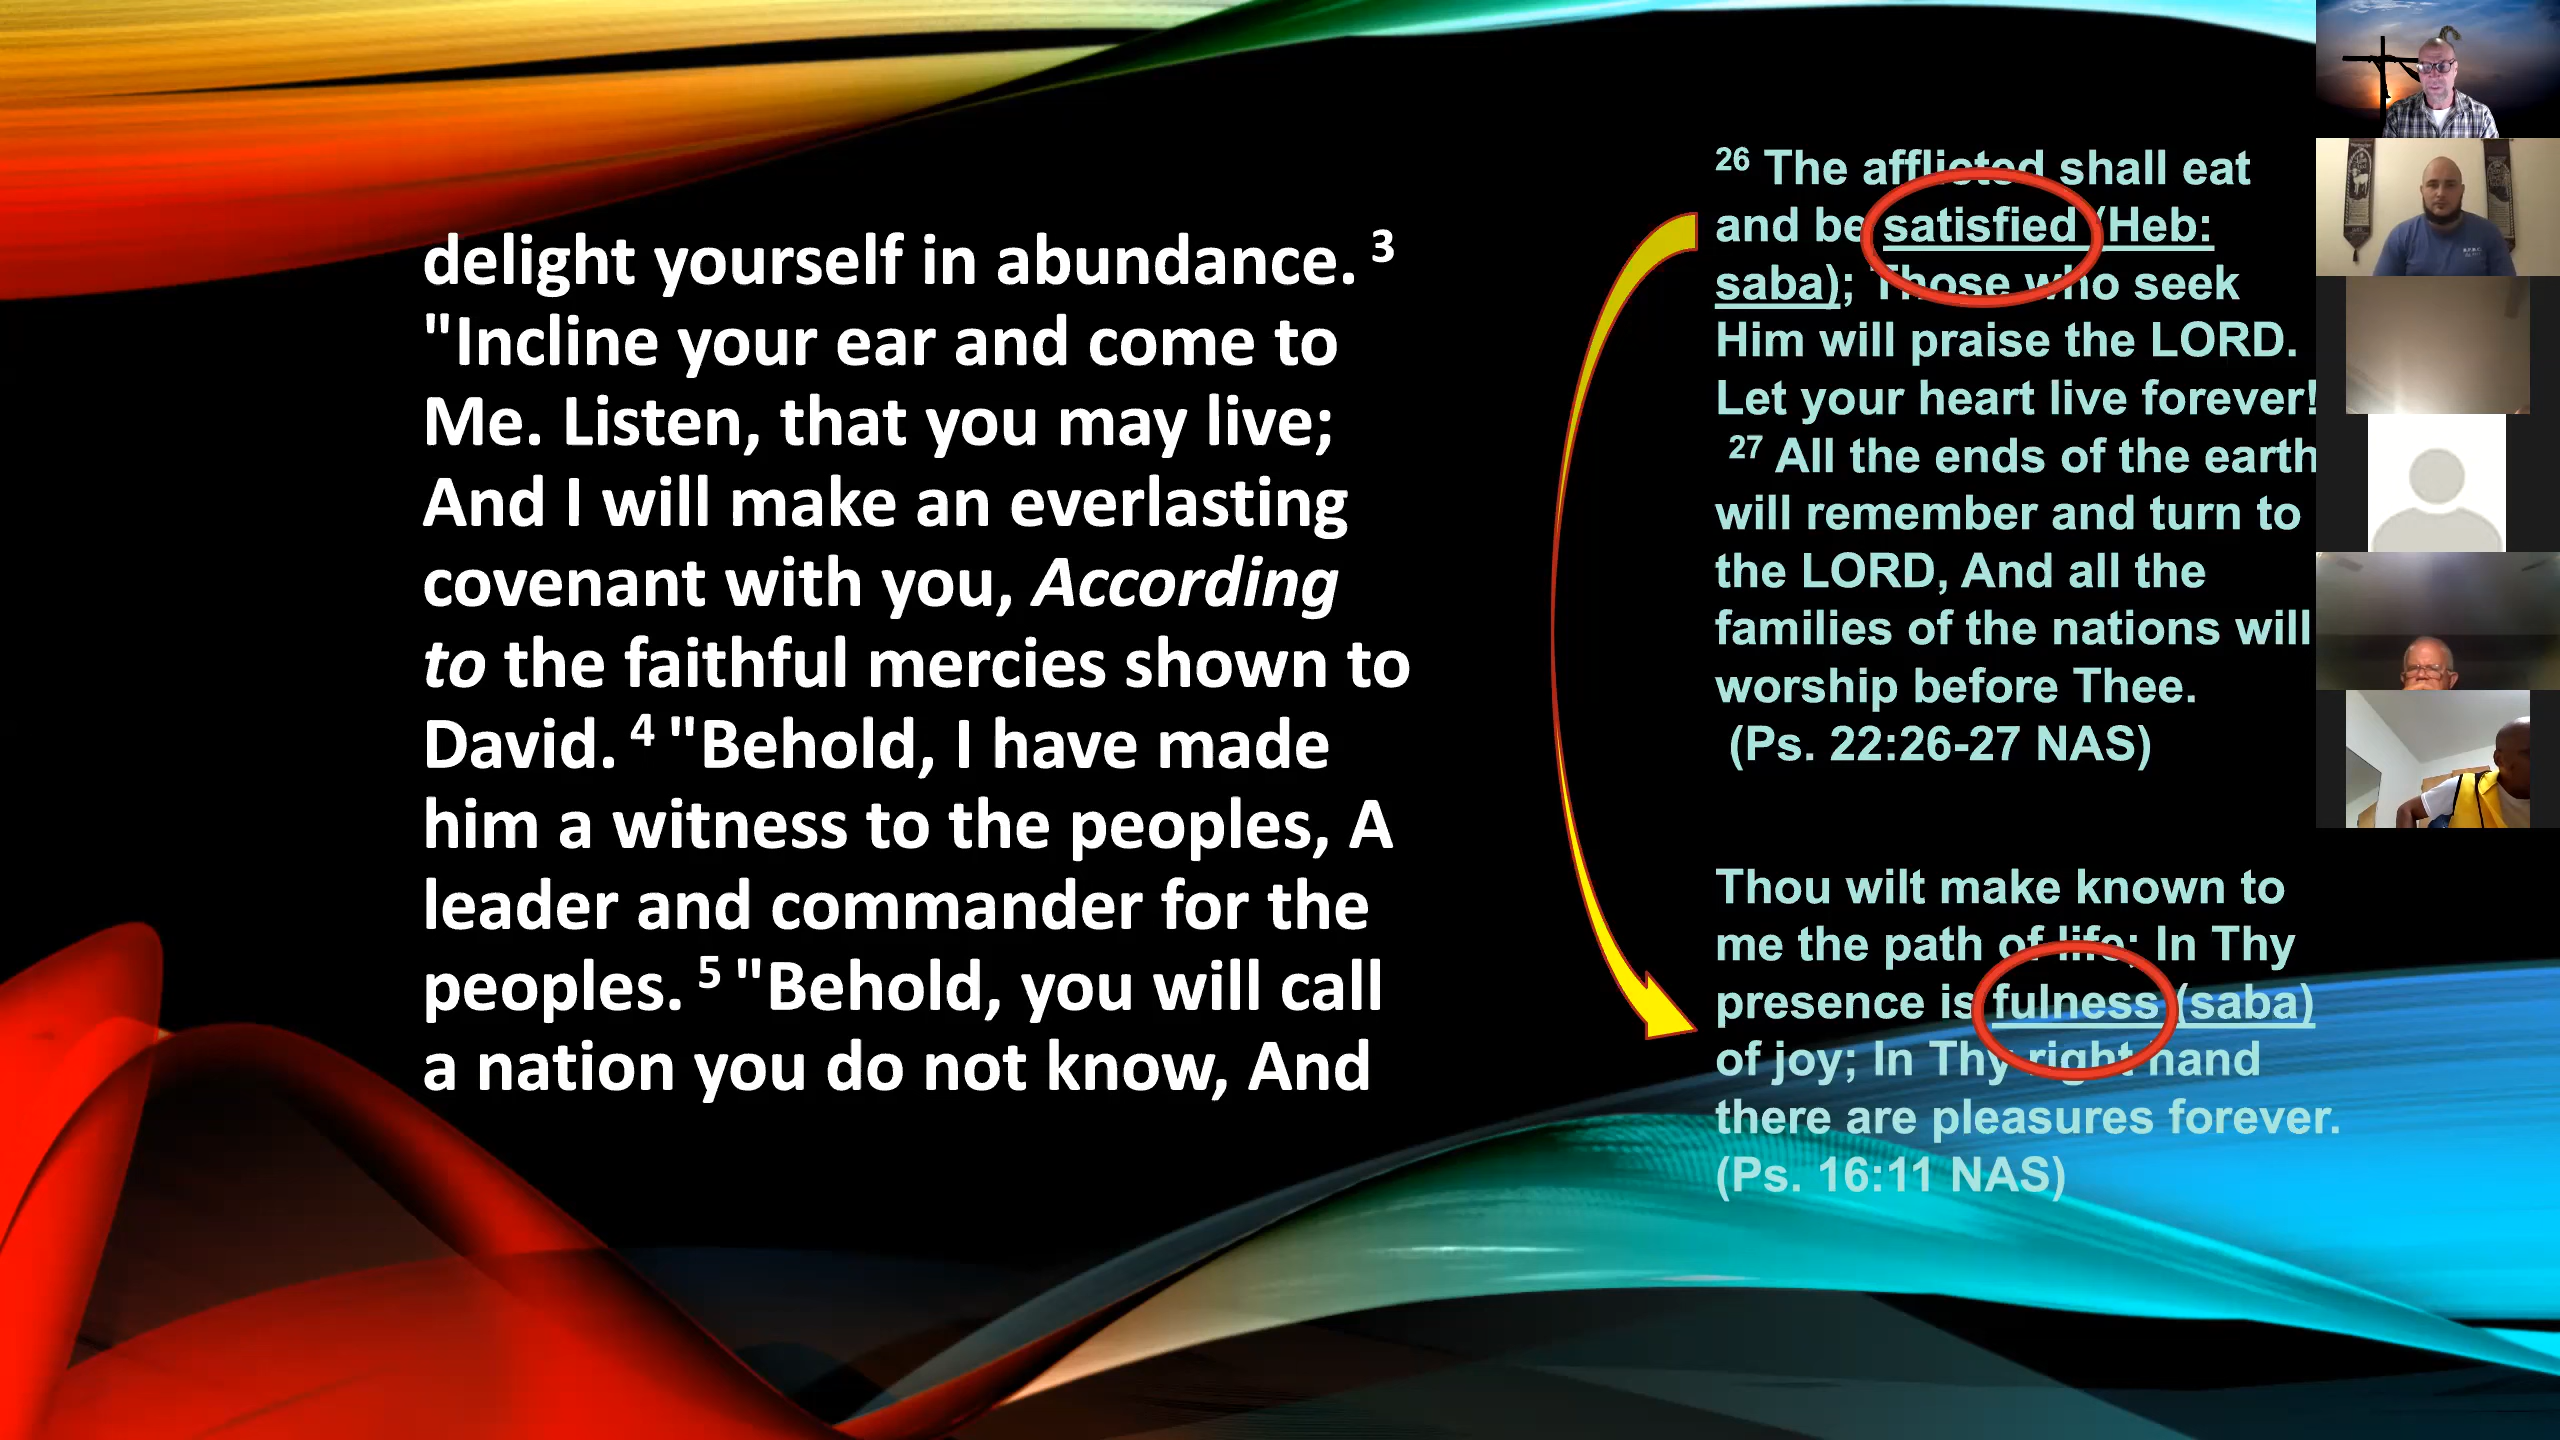 delight yourself in abundance. 3
"Incline your ear and come to
Me. Listen, that you may live;
And I will make an everlasting
covenant with you, According
to the faithful mercies shown to
David. 4 "Behold, I have made
him a witness to the peoples, A
leader and commander for the
peoples. 5 "Behold, you will call
a nation you do not know, And
26 The afflicted shall eat
and be satisfied (Heb:
saba); Those who seek
Him will praise the LORD.
Let your heart live forever!
27 All the ends of the earth
will remember and turn to
the LORD, And all the
families of the nations will
worship before Thee.
(Ps. 22:26-27 NAS)
Thou wilt make known to
me the path of life; In Thy
presence is fulness (saba)
of joy; In Thy right hand
there are pleasures forever.
(Ps. 16:11 NAS)